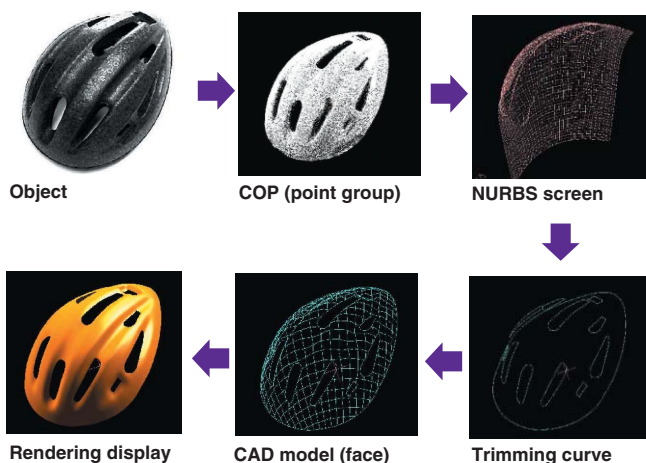 Object
COP (point group)
NURBS screen
Rendering display
CAD model (face)
Trimming curve